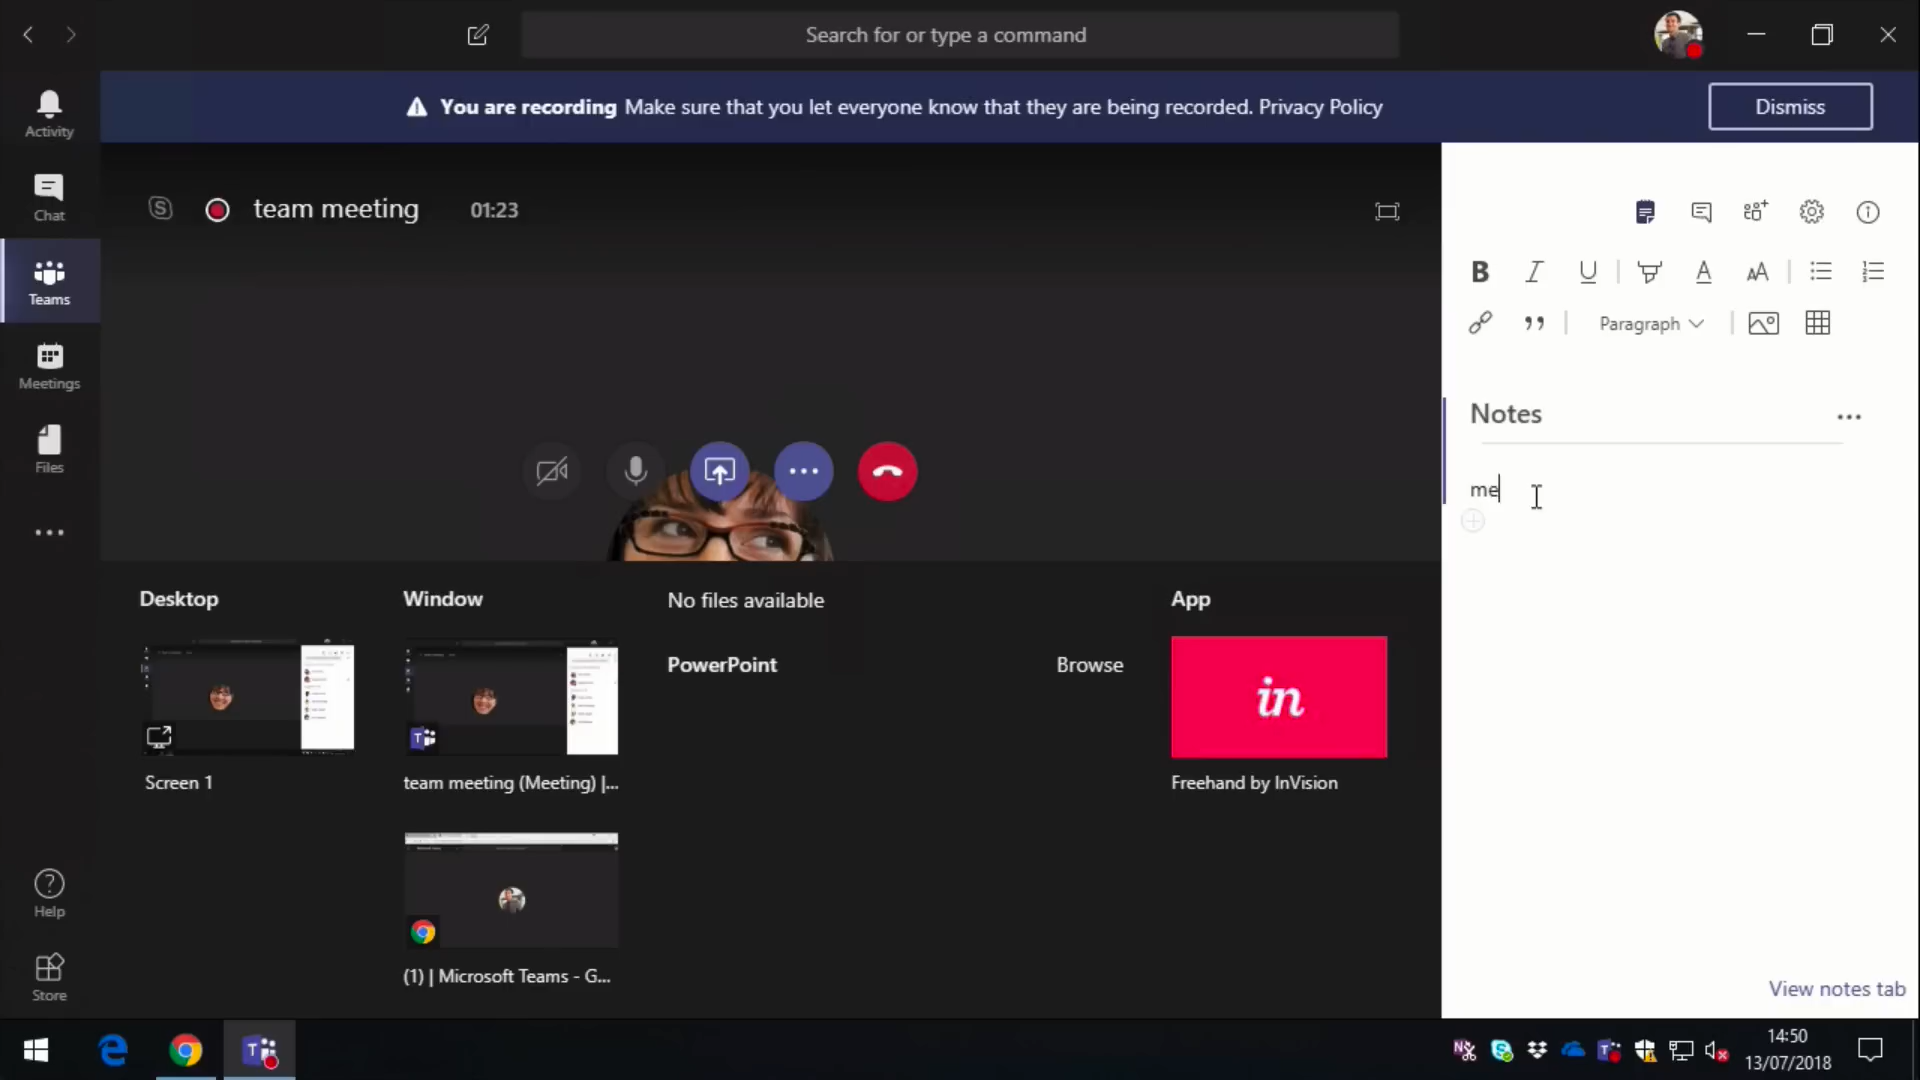 Search for or type a command
You are recording Make sure that you let everyone know that they are being recorded. Privacy Policy
Dismiss
Activity
Chat
Teams
Meetings
Files
Help
Store
team meeting 01:23
B
A
AA
Paragraph
Notes
me
Desktop
Window
No files available
App
PowerPoint
Browse
in
Screen 1
team meeting (Meeting) |...
Freehand by InVision
(1) | Microsoft Teams - G...
View notes tab
14:50
13/07/2018